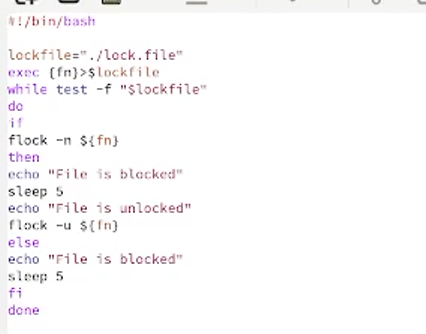 #!/bin/bash

lockfile="./lock.file"
exec {fn}>$lockfile
while test -f "$lockfile"
do
if
flock -n ${fn}
then
echo "File is blocked"
sleep 5
echo "File is unlocked"
flock -u ${fn}
else
echo "File is blocked"
sleep 5
fi
done